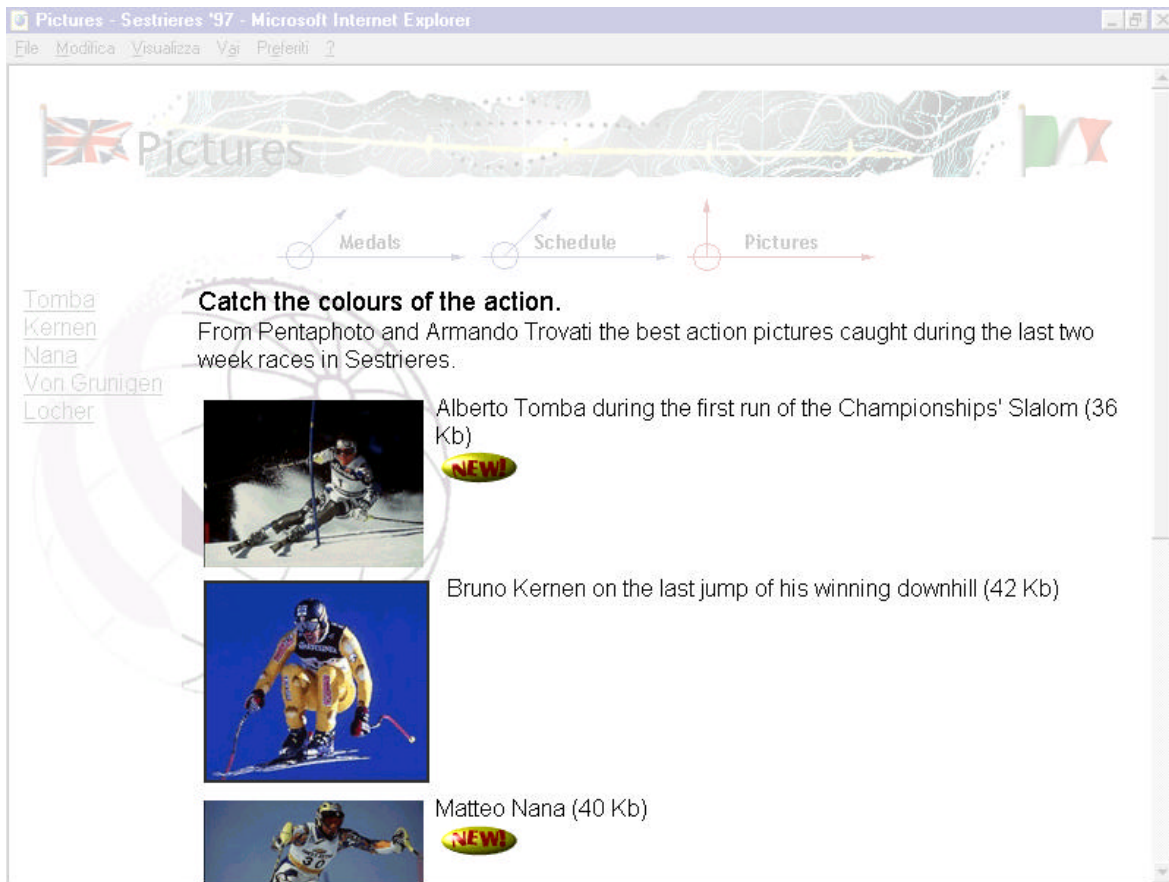 Pictures - Sestrieres '97 - Microsoft Internet Explorer
File Modifica Visualizza Vai Preferiti ?
Pictures
Medals Schedule Pictures
Tomba
Kernen
Nana
Von Grunigen
Locher
Catch the colours of the action.
From Pentaphoto and Armando Trovati the best action pictures caught during the last two
week races in Sestrieres.
Alberto Tomba during the first run of the Championships' Slalom (36
Kb)
NEW!
Bruno Kernen on the last jump of his winning downhill (42 Kb)
Matteo Nana (40 Kb)
NEW!
30